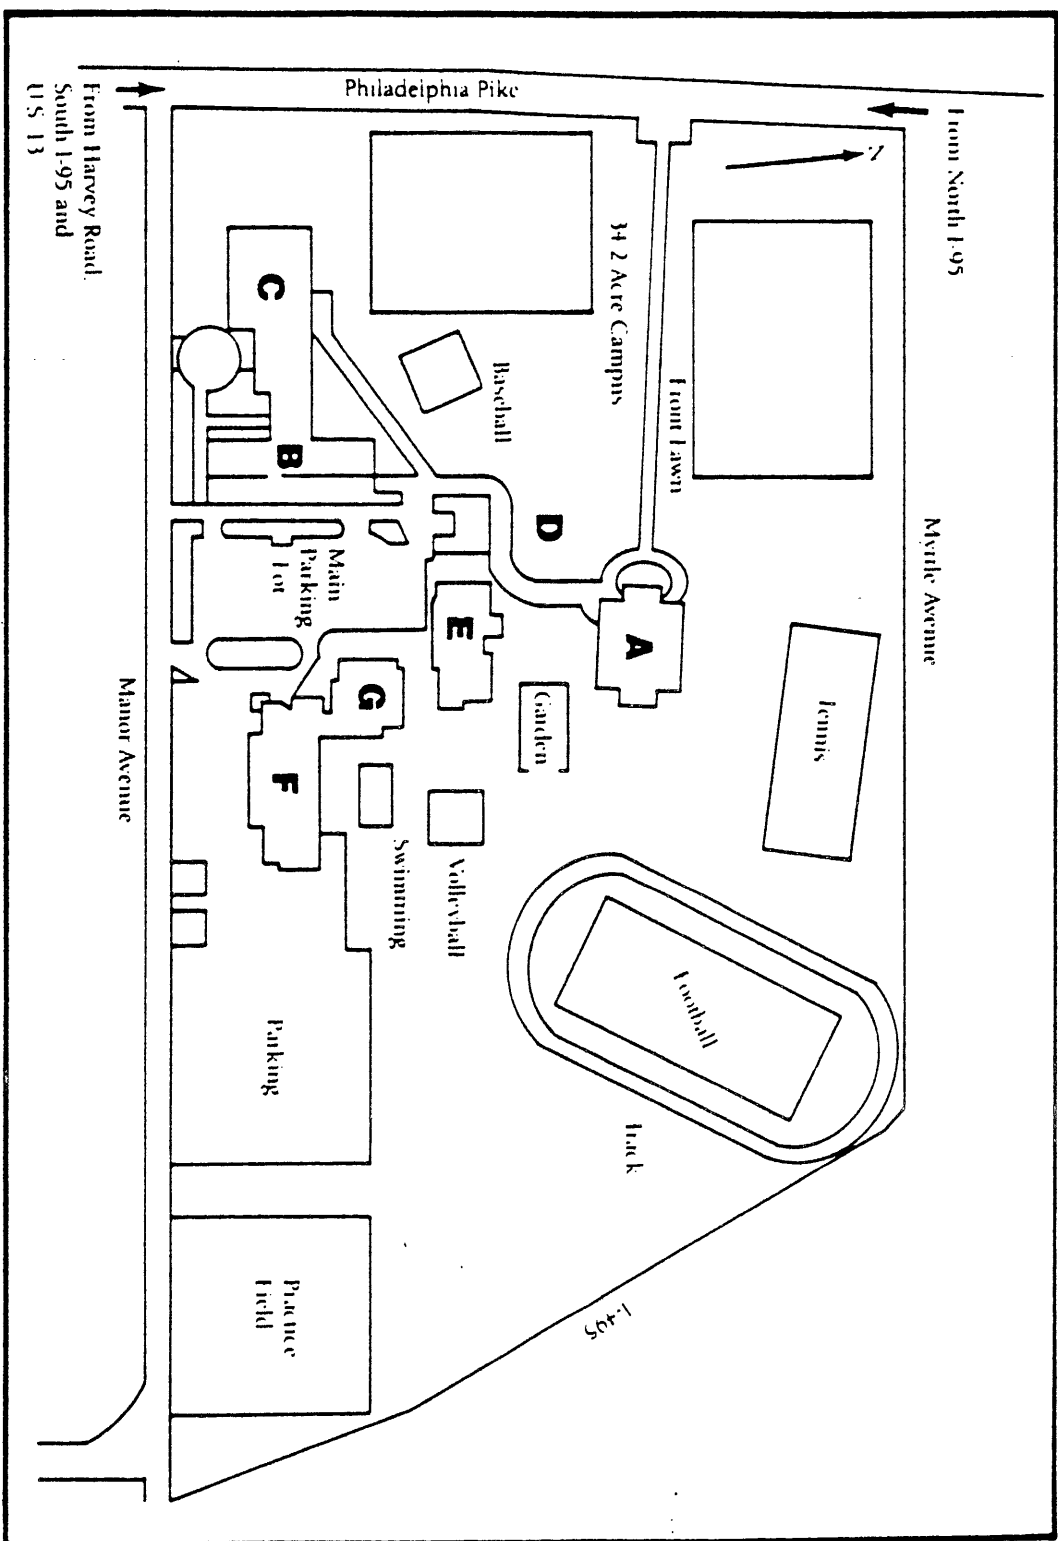 Philadelphia Pike
From Harvey Road,
South I-95 and
U S 13
From North I-95
N
Myrtle Avenue
34 2 Acre Campus
Front Lawn
Baseball
C
B
D
A
E
G
F
Main
Parking
Lot
Garden
Tennis
Manor Avenue
Swimming
Volleyball
Football
Track
Parking
Practice
Field
I-495